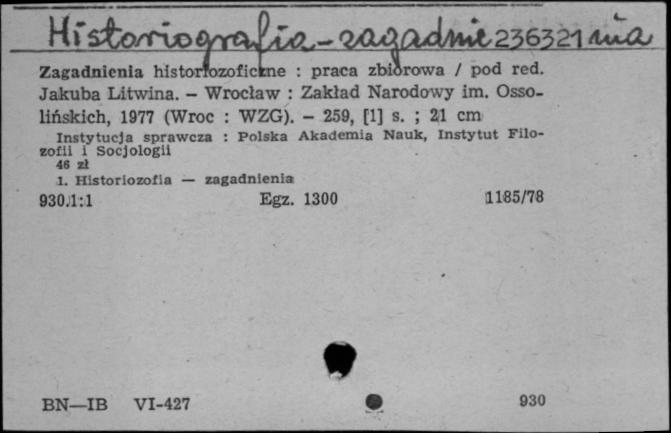 Historiografia - zagadnie 236321 nia
Zagadnienia historiozoficzne : praca zbiorowa / pod red.
Jakuba Litwina. – Wrocław : Zakład Narodowy im. Osso-
lińskich, 1977 (Wroc : WZG). – 259, [1] s. ; 21 cm
Instytucja sprawcza : Polska Akademia Nauk, Instytut Filo-
zofii i Socjologii
46 zł
1. Historiozofia — zagadnienia
930.1:1 Egz. 1300 1185/78
BN—IB VI-427 930